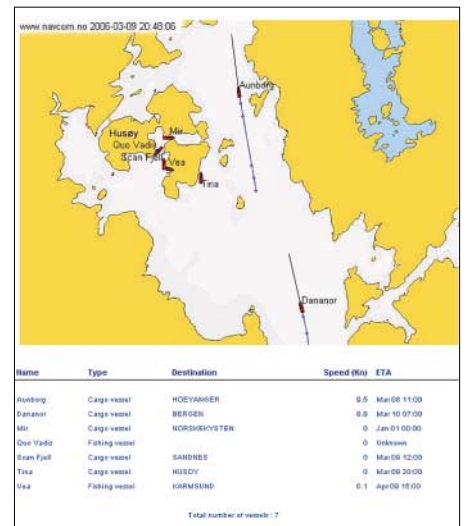 www.navcom.no 2006-03-09 20:48:06
Aunborg
Husøy
Mir
Quo Vadis
Scan Fjell
Vea
Tina
Dananor
Name Type Destination Speed (Kn) ETA
Aunborg Cargo vessel HOEYANGER 9.5 Mar 08 11:00
Dananor Cargo vessel BERGEN 8.8 Mar 10 07:00
Mir Cargo vessel NORSKEKYSTEN 0 Jan 01 00:00
Quo Vadis Fishing vessel 0 Unknown
Scan Fjell Cargo vessel SANDNES 0 Mar 09 12:00
Tina Cargo vessel HUSOY 0 Mar 09 20:00
Vea Fishing vessel KARMSUND 0.1 Apr 09 15:00
Total number of vessels : 7